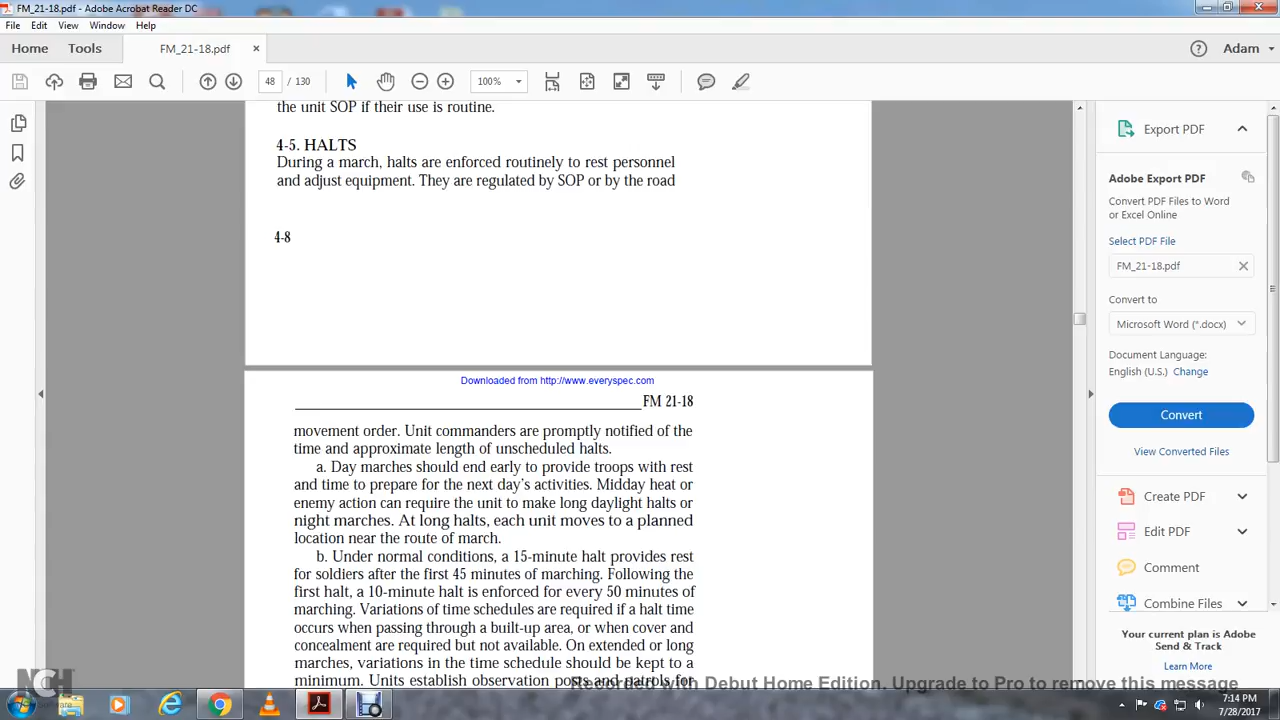 FM_21-18.pdf - Adobe Acrobat Reader DC
File Edit View Window Help
Home Tools FM_21-18.pdf × Adam
48 / 130 100%
the unit SOP if their use is routine.
4-5. HALTS
During a march, halts are enforced routinely to rest personnel
and adjust equipment. They are regulated by SOP or by the road
4-8
Downloaded from http://www.everyspec.com
FM 21-18
movement order. Unit commanders are promptly notified of the
time and approximate length of unscheduled halts.
a. Day marches should end early to provide troops with rest
and time to prepare for the next day's activities. Midday heat or
enemy action can require the unit to make long daylight halts or
night marches. At long halts, each unit moves to a planned
location near the route of march.
b. Under normal conditions, a 15-minute halt provides rest
for soldiers after the first 45 minutes of marching. Following the
first halt, a 10-minute halt is enforced for every 50 minutes of
marching. Variations of time schedules are required if a halt time
occurs when passing through a built-up area, or when cover and
concealment are required but not available. On extended or long
marches, variations in the time schedule should be kept to a
minimum. Units establish observation posts and patrols for
Export PDF
Adobe Export PDF
Convert PDF Files to Word
or Excel Online
Select PDF File
FM_21-18.pdf
Convert to
Microsoft Word (*.docx)
Document Language:
English (U.S.) Change
Convert
View Converted Files
Create PDF
Edit PDF
Comment
Combine Files
Your current plan is Adobe
Send & Track
Learn More
NCH Software
Recorded with Debut Home Edition. Upgrade to Pro to remove this message
7:14 PM
7/28/2017